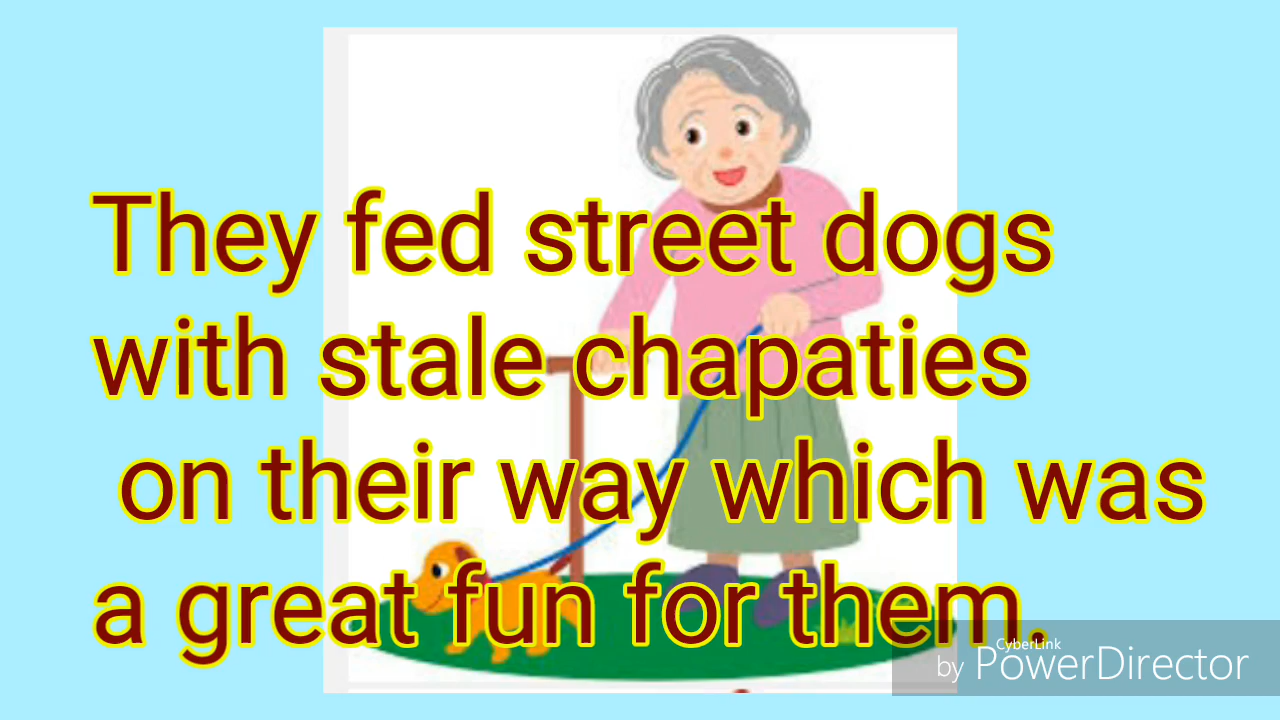 They fed street dogs
with stale chapaties
on their way which was
a great fun for them.
CyberLink
by PowerDirector